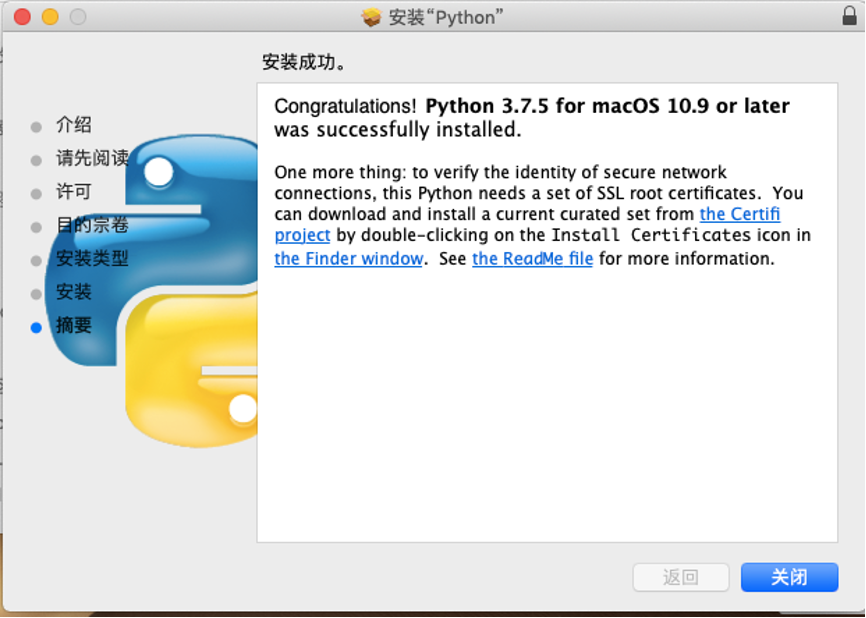 安装“Python”
安装成功。
介绍
请先阅读
许可
目的宗卷
安装类型
安装
摘要
Congratulations! Python 3.7.5 for macOS 10.9 or later
was successfully installed.
One more thing: to verify the identity of secure network
connections, this Python needs a set of SSL root certificates. You
can download and install a current curated set from the Certifi
project by double-clicking on the Install Certificates icon in
the Finder window. See the ReadMe file for more information.
返回
关闭